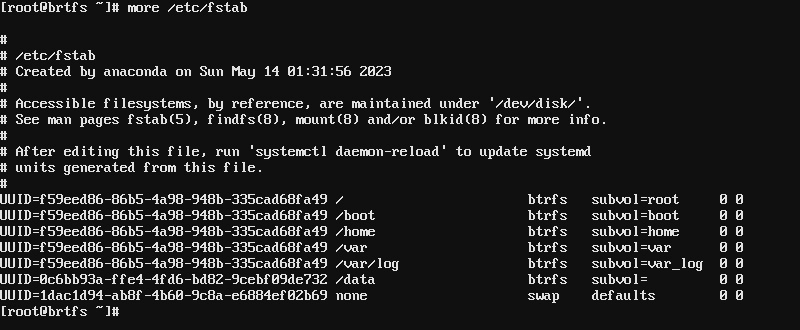 [root@brtfs ~]# more /etc/fstab
#
# /etc/fstab
# Created by anaconda on Sun May 14 01:31:56 2023
#
# Accessible filesystems, by reference, are maintained under '/dev/disk/'.
# See man pages fstab(5), findfs(8), mount(8) and/or blkid(8) for more info.
#
# After editing this file, run 'systemctl daemon-reload' to update systemd
# units generated from this file.
#
UUID=f59eed86-86b5-4a98-948b-335cad68fa49 /                       btrfs   subvol=root     0 0
UUID=f59eed86-86b5-4a98-948b-335cad68fa49 /boot                   btrfs   subvol=boot     0 0
UUID=f59eed86-86b5-4a98-948b-335cad68fa49 /home                   btrfs   subvol=home     0 0
UUID=f59eed86-86b5-4a98-948b-335cad68fa49 /var                    btrfs   subvol=var      0 0
UUID=f59eed86-86b5-4a98-948b-335cad68fa49 /var/log                btrfs   subvol=var_log  0 0
UUID=0c6bb93a-ffe4-4fd6-bd82-9cebf09de732 /data                   btrfs   subvol=         0 0
UUID=1dac1d94-ab8f-4b60-9c8a-e6884ef02b69 none                    swap    defaults        0 0
[root@brtfs ~]#